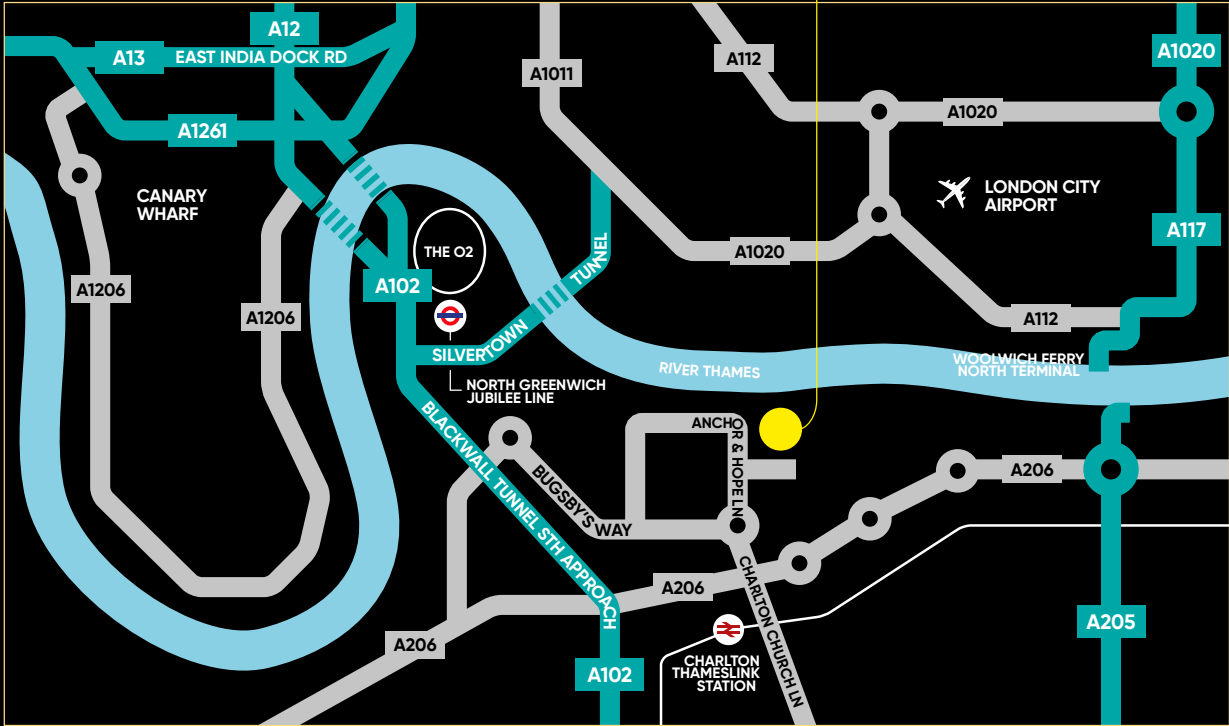 A12
A13
EAST INDIA DOCK RD
A1261
A1011
A112
A1020
A1020
CANARY
WHARF
LONDON CITY
AIRPORT
A117
THE O2
A1020
TUNNEL
A102
A1206
A1206
A112
SILVERTOWN
WOOLWICH FERRY
NORTH TERMINAL
RIVER THAMES
NORTH GREENWICH
JUBILEE LINE
BLACKWALL TUNNEL STH APPROACH
ANCHOR & HOPE LN
BUGSBY'S WAY
A206
A206
CHARLTON CHURCH LN
A206
A205
CHARLTON
THAMESLINK
STATION
A102